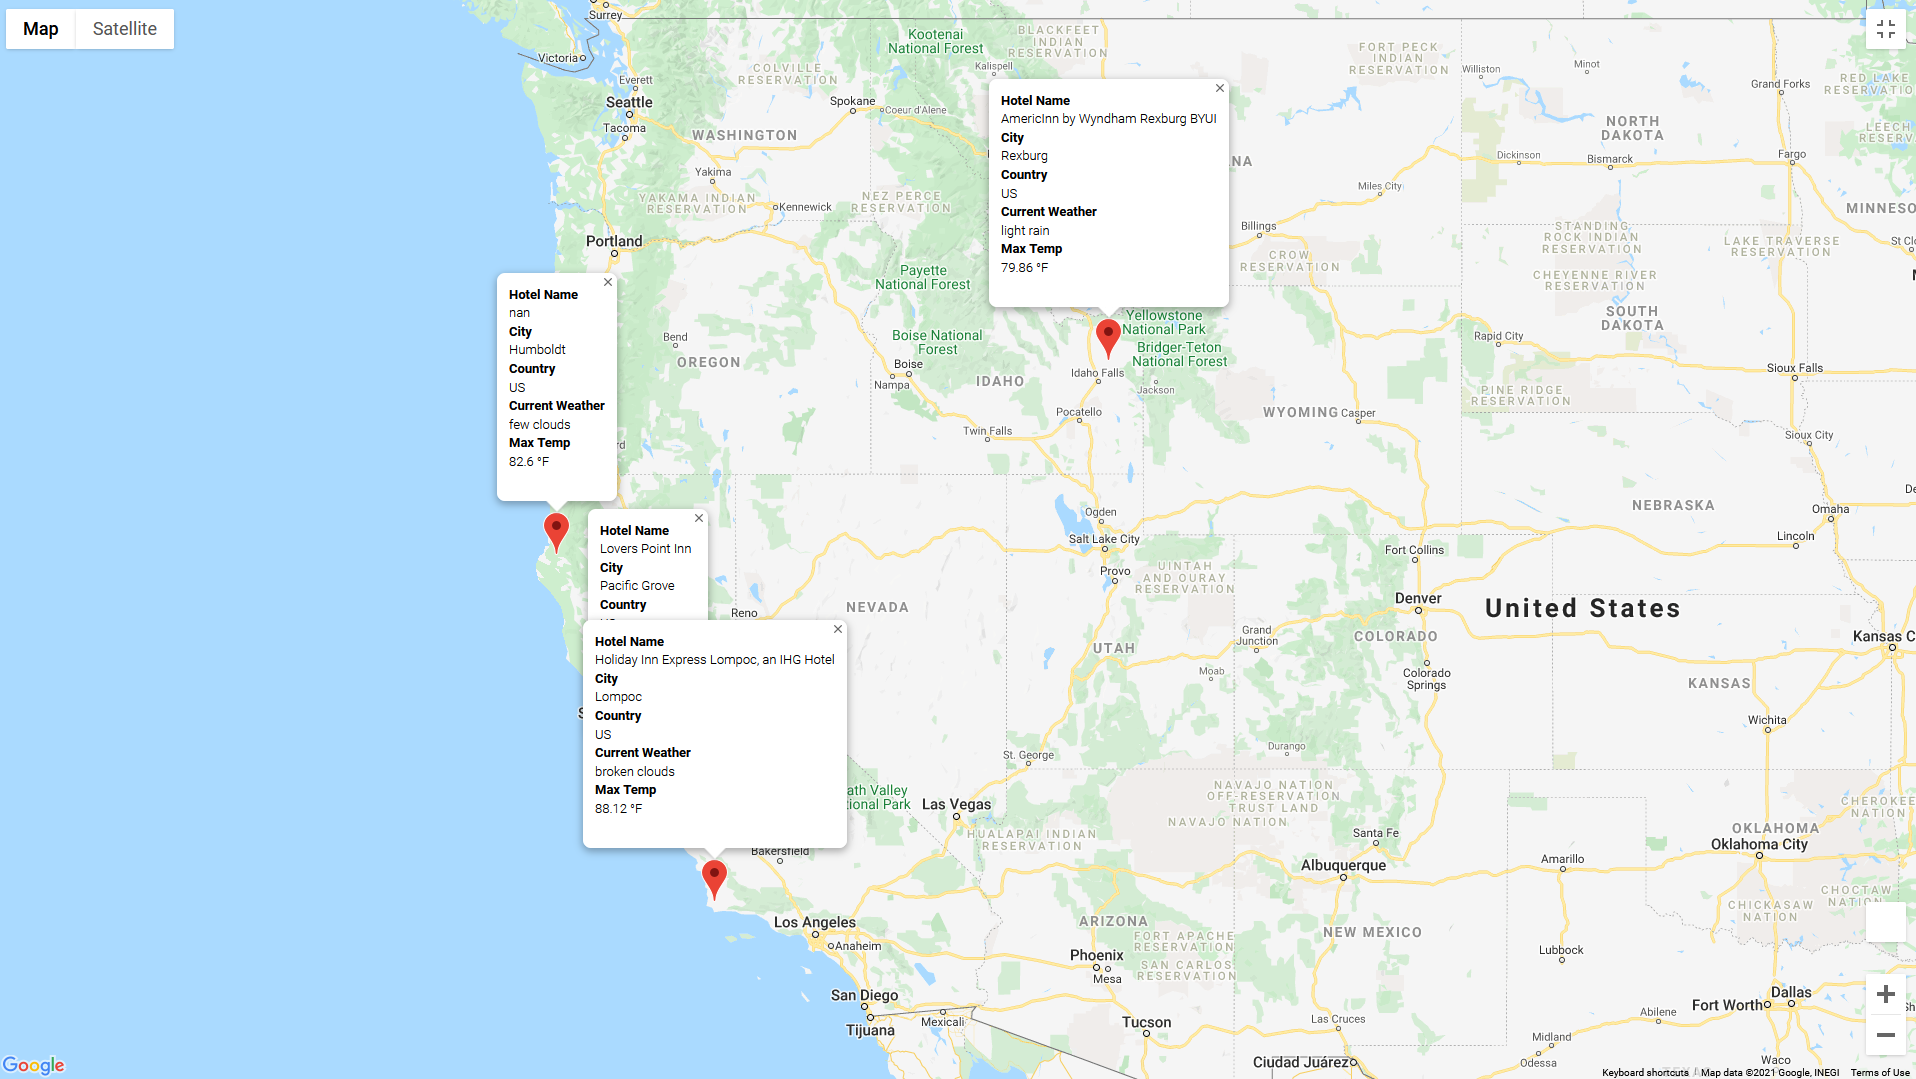 Map
Satellite
Surrey
Victoria
Everett
Seattle
Tacoma
WASHINGTON
COLVILLE
RESERVATION
Spokane
Coeur d'Alene
Kootenai
National Forest
Kalispell
BLACKFEET
INDIAN
RESERVATION
FORT PECK
INDIAN
RESERVATION
Williston
Minot
Grand Forks
RED LAKE
RESERVATION
LEECH
RESERVATION
NORTH
DAKOTA
Dickinson
Bismarck
Fargo
Miles City
MINNESO
Yakima
YAKAMA INDIAN
RESERVATION
Kennewick
NEZ PERCE
RESERVATION
Portland
Hotel Name
AmericInn by Wyndham Rexburg BYUI
City
Rexburg
Country
US
Current Weather
light rain
Max Temp
79.86 °F
NA
Billings
CROW
RESERVATION
STANDING
ROCK INDIAN
RESERVATION
LAKE TRAVERSE
RESERVATION
St Cl
CHEYENNE RIVER
RESERVATION
SOUTH
DAKOTA
Rapid City
Sioux Falls
PINE RIDGE
RESERVATION
Sioux City
Payette
National Forest
Boise National
Forest
Boise
Nampa
IDAHO
Yellowstone
National Park
Bridger-Teton
National Forest
Idaho Falls
Jackson
Pocatello
Twin Falls
WYOMING
Casper
Bend
OREGON
rd
Hotel Name
nan
City
Humboldt
Country
US
Current Weather
few clouds
Max Temp
82.6 °F
Hotel Name
Lovers Point Inn
City
Pacific Grove
Country
Hotel Name
Holiday Inn Express Lompoc, an IHG Hotel
City
Lompoc
Country
US
Current Weather
broken clouds
Max Temp
88.12 °F
Reno
NEVADA
Ogden
Salt Lake City
Provo
UINTAH
AND OURAY
RESERVATION
UTAH
NEBRASKA
Omaha
De
Lincoln
Fort Collins
Denver
United States
Grand
Junction
COLORADO
Moab
Colorado
Springs
Kansas C
KANSAS
Wichita
Durango
St. George
ath Valley
tional Park
Las Vegas
HUALAPAI INDIAN
RESERVATION
NAVAJO NATION
OFF-RESERVATION
TRUST LAND
NAVAJO NATION
Santa Fe
Albuquerque
Amarillo
CHEROKEE
NATION
OKLAHOMA
Oklahoma City
CHOCTAW
NATION
CHICKASAW
NATION
Bakersfield
Los Angeles
Anaheim
San Diego
Tijuana
Mexicali
ARIZONA
FORT APACHE
RESERVATION
Phoenix
Mesa
SAN CARLOS
RESERVATION
Tucson
NEW MEXICO
Las Cruces
Ciudad Juárez
Lubbock
Abilene
Midland
Odessa
Fort Worth
Dallas
Sh
Waco
Google
Keyboard shortcuts
Map data ©2021 Google, INEGI
Terms of Use